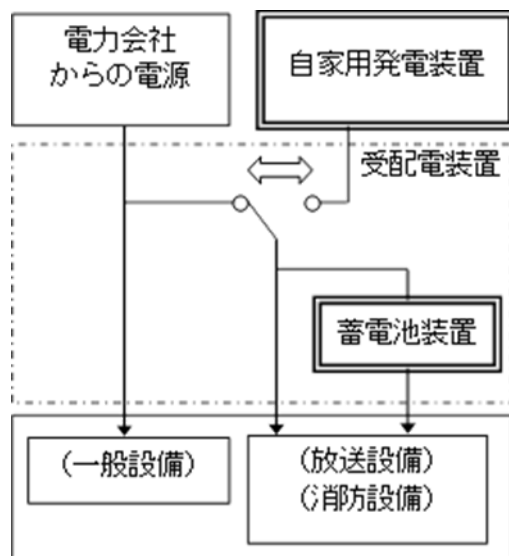 電力会社
からの電源
自家用発電装置
受配電装置
蓄電池装置
(一般設備)
(放送設備)
(消防設備)